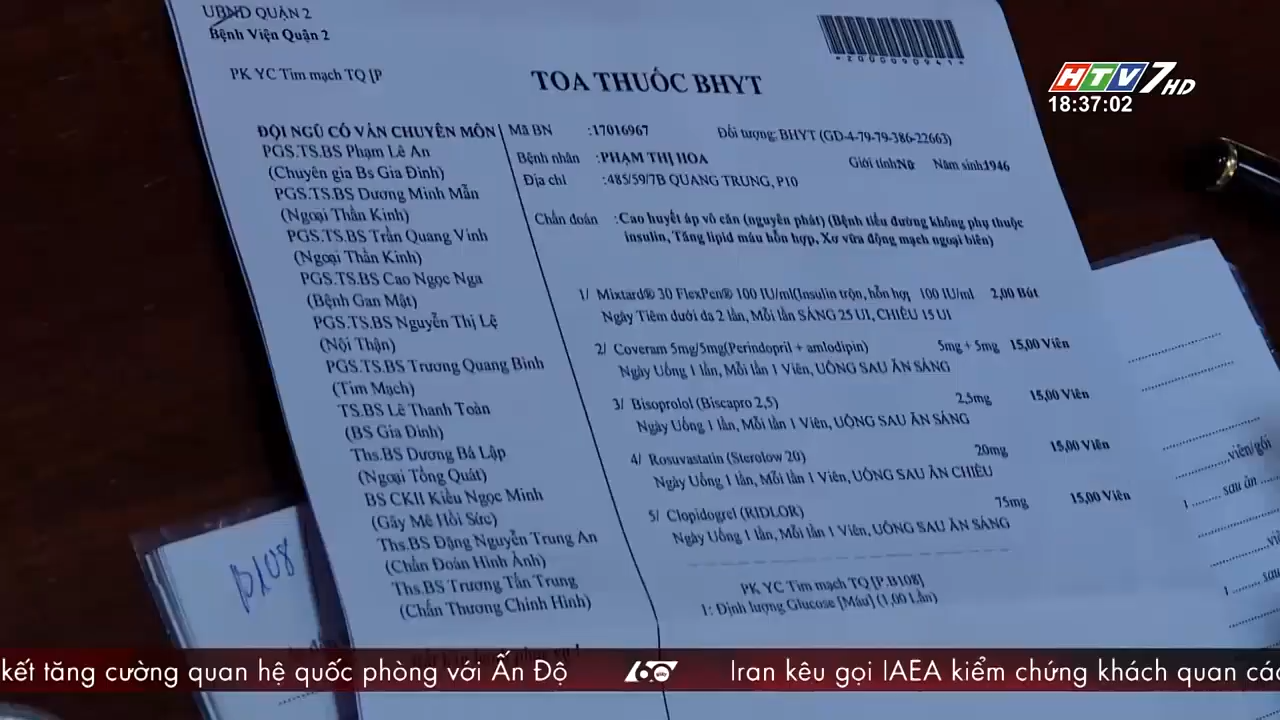 UBND QUẬN 2
Bệnh Viện Quận 2
PK YC Tim mạch TQ [P
TOA THUỐC BHYT
*2000090941*
HTV7 HD
18:37:02
ĐỘI NGŨ CỐ VẤN CHUYÊN MÔN
PGS.TS.BS Phạm Lê An
(Chuyên gia Bs Gia Đình)
PGS.TS.BS Dương Minh Mẫn
(Ngoại Thần Kinh)
PGS.TS.BS Trần Quang Vinh
(Ngoại Thần Kinh)
PGS.TS.BS Cao Ngọc Nga
(Bệnh Gan Mật)
PGS.TS.BS Nguyễn Thị Lệ
(Nội Thận)
PGS.TS.BS Trương Quang Bình
(Tim Mạch)
TS.BS Lê Thanh Toàn
(BS Gia Đình)
Ths.BS Dương Bá Lập
(Ngoại Tổng Quát)
BS CKII Kiều Ngọc Minh
(Gây Mê Hồi Sức)
Ths.BS Đặng Nguyễn Trung An
(Chẩn Đoán Hình Ảnh)
Ths.BS Trương Tấn Trung
(Chấn Thương Chỉnh Hình)
Mã BN :17016967 Đối tượng: BHYT (GD-4-79-79-386-22663)
Bệnh nhân :PHẠM THỊ HOA Giới tính:Nữ Năm sinh:1946
Địa chỉ :485/59/7B QUANG TRUNG, P10
Chẩn đoán :Cao huyết áp vô căn (nguyên phát) (Bệnh tiểu đường không phụ thuộc
insulin, Tăng lipid máu hỗn hợp, Xơ vữa động mạch ngoại biên)
1/ Mixtard® 30 FlexPen® 100 IU/ml(Insulin trộn, hỗn hợ 100 IU/ml 2,00 Bút
Ngày Tiêm dưới da 2 lần, Mỗi lần SÁNG 25 UI, CHIỀU 15 UI
2/ Coveram 5mg/5mg(Perindopril + amlodipin) 5mg + 5mg 15,00 Viên
Ngày Uống 1 lần, Mỗi lần 1 Viên, UỐNG SAU ĂN SÁNG
3/ Bisoprolol (Biscapro 2,5) 2,5mg 15,00 Viên
Ngày Uống 1 lần, Mỗi lần 1 Viên, UỐNG SAU ĂN SÁNG
4/ Rosuvastatin (Sterolow 20) 20mg 15,00 Viên
Ngày Uống 1 lần, Mỗi lần 1 Viên, UỐNG SAU ĂN CHIỀU
5/ Clopidogrel (RIDLOR) 75mg 15,00 Viên
Ngày Uống 1 lần, Mỗi lần 1 Viên, UỐNG SAU ĂN SÁNG
PK YC Tim mạch TQ [P.B108]
1: Định lượng Glucose [Máu] (1,00 Lần)
B108
viên/gói
1 ........ sau ăn
kết tăng cường quan hệ quốc phòng với Ấn Độ
60 giây
Iran kêu gọi IAEA kiểm chứng khách quan các